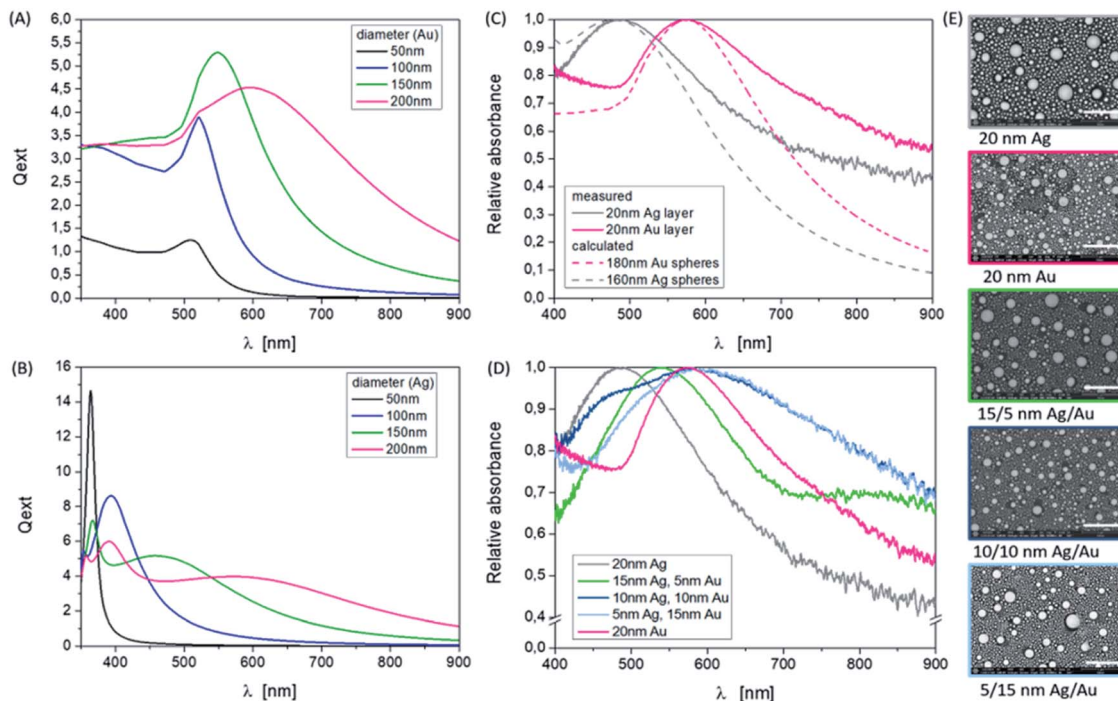 (A)
6,0
5,5
5,0
4,5
4,0
3,5
3,0
2,5
2,0
1,5
1,0
0,5
0,0
Qext
diameter (Au)
50nm
100nm
150nm
200nm
400 500 600 700 800 900
λ [nm]
(B)
16
14
12
10
8
6
4
2
0
Qext
diameter (Ag)
50nm
100nm
150nm
200nm
400 500 600 700 800 900
λ [nm]
(C)
1,0
0,9
0,8
0,7
0,6
0,5
0,4
0,3
0,2
0,1
0,0
Relative absorbance
measured
20nm Ag layer
20nm Au layer
calculated
180nm Au spheres
160nm Ag spheres
400 500 600 700 800 900
λ [nm]
(D)
1,0
0,9
0,8
0,7
0,6
0,5
0,4
1,0
Relative absorbance
20nm Ag
15nm Ag, 5nm Au
10nm Ag, 10nm Au
5nm Ag, 15nm Au
20nm Au
400 500 600 700 800 900
λ [nm]
(E)
20 nm Ag
20 nm Au
15/5 nm Ag/Au
10/10 nm Ag/Au
5/15 nm Ag/Au